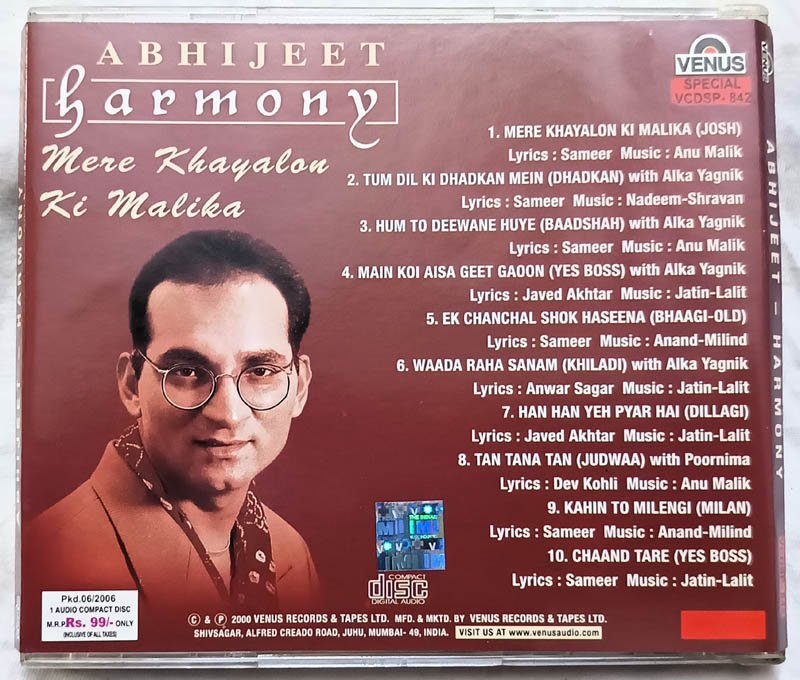 ABHIJEET
harmony
Mere Khayalon
Ki Malika
VENUS
SPECIAL
VCDSP- 842
1. MERE KHAYALON KI MALIKA (JOSH)
Lyrics : Sameer Music : Anu Malik
2. TUM DIL KI DHADKAN MEIN (DHADKAN) with Alka Yagnik
Lyrics : Sameer Music : Nadeem-Shravan
3. HUM TO DEEWANE HUYE (BAADSHAH) with Alka Yagnik
Lyrics : Sameer Music : Anu Malik
4. MAIN KOI AISA GEET GAOON (YES BOSS) with Alka Yagnik
Lyrics : Javed Akhtar Music : Jatin-Lalit
5. EK CHANCHAL SHOK HASEENA (BHAAGI-OLD)
Lyrics : Sameer Music : Anand-Milind
6. WAADA RAHA SANAM (KHILADI) with Alka Yagnik
Lyrics : Anwar Sagar Music : Jatin-Lalit
7. HAN HAN YEH PYAR HAI (DILLAGI)
Lyrics : Javed Akhtar Music : Jatin-Lalit
8. TAN TANA TAN (JUDWAA) with Poornima
Lyrics : Dev Kohli Music : Anu Malik
9. KAHIN TO MILENGI (MILAN)
Lyrics : Sameer Music : Anand-Milind
10. CHAAND TARE (YES BOSS)
Lyrics : Sameer Music : Jatin-Lalit
COMPACT
disc
DIGITAL AUDIO
Pkd.06/2006
1 AUDIO COMPACT DISC
M.R.P Rs. 99/- ONLY
(INCLUSIVE OF ALL TAXES)
© & ℗ 2000 VENUS RECORDS & TAPES LTD. MFD. & MKTD. BY VENUS RECORDS & TAPES LTD.
SHIVSAGAR, ALFRED CREADO ROAD, JUHU, MUMBAI- 49, INDIA. VISIT US AT www.venusaudio.com
ABHIJEET - HARMONY
VENUS
ABHIJEET — HARMONY